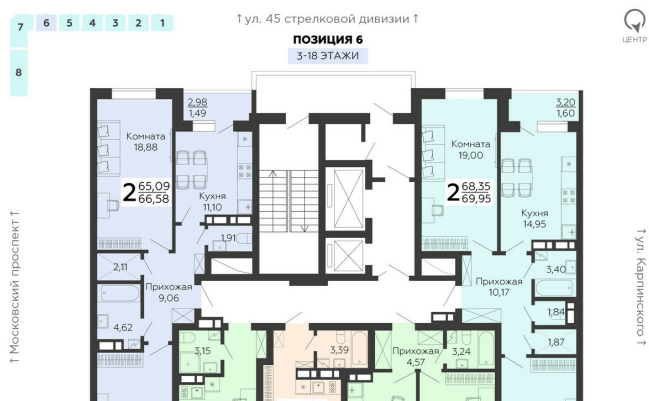 7 6 5 4 3 2 1
8
↑ ул. 45 стрелковой дивизии ↑
ПОЗИЦИЯ 6
3-18 ЭТАЖИ
ЦЕНТР
↑ Московский проспект ↑
↑ ул. Карпинского ↑
2,98
1,49
Комната
18,88
2 65,09
66,58
Кухня
11,10
1,91
2,11
Прихожая
9,06
4,62
3,20
1,60
Комната
19,00
2 68,35
69,95
Кухня
14,95
3,40
Прихожая
10,17
1,84
1,87
3,15
3,39
Прихожая
4,57
3,24